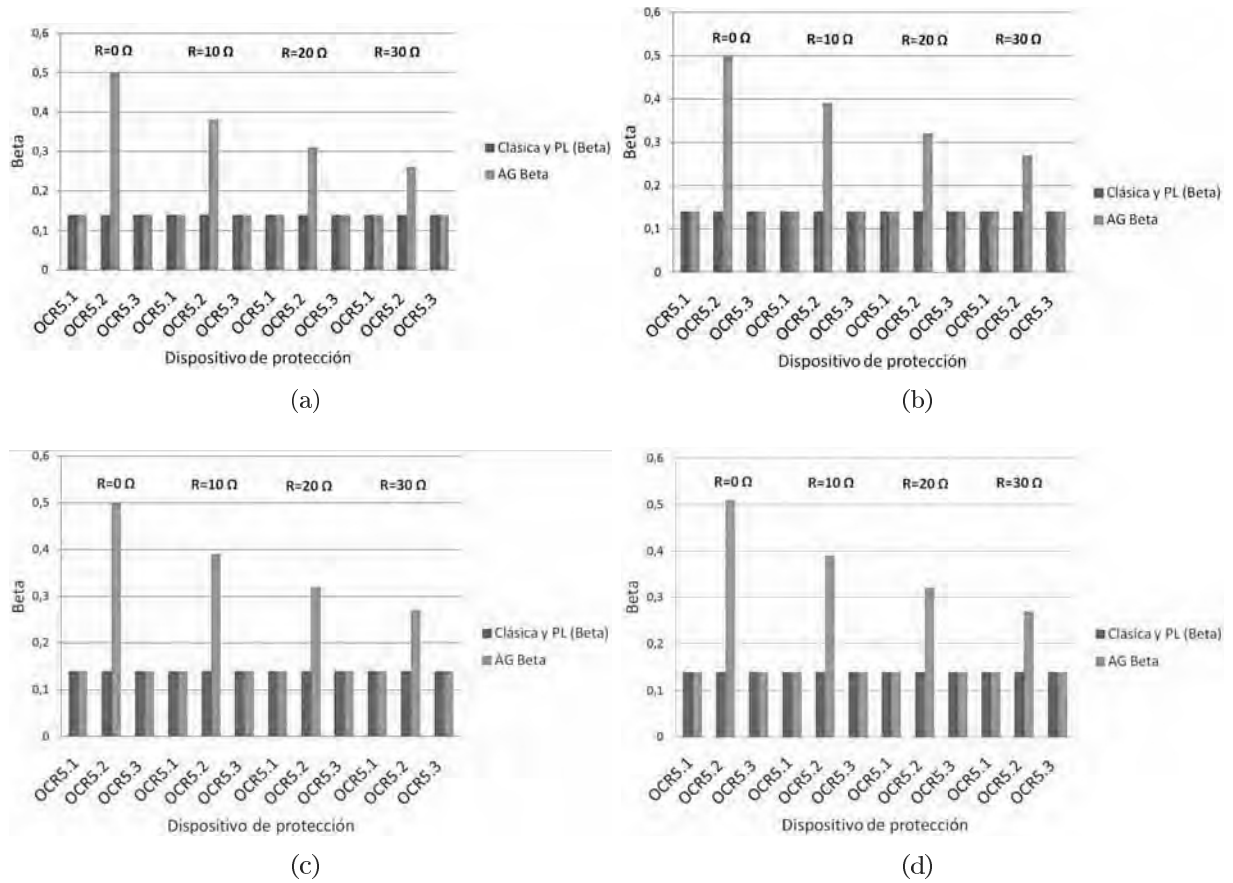 0,6
R=0 Ω R=10 Ω R=20 Ω R=30 Ω
0,5
0,4
0,3
0,2
0,1
0
Beta
Clásica y PL (Beta)
AG Beta
OCR5.1 OCR5.2 OCR5.3 OCR5.1 OCR5.2 OCR5.3 OCR5.1 OCR5.2 OCR5.3 OCR5.1 OCR5.2 OCR5.3
Dispositivo de protección
(a)
0,6
R=0 Ω R=10 Ω R=20 Ω R=30 Ω
0,5
0,4
0,3
0,2
0,1
0
Beta
Clásica y PL (Beta)
AG Beta
OCR5.1 OCR5.2 OCR5.3 OCR5.1 OCR5.2 OCR5.3 OCR5.1 OCR5.2 OCR5.3 OCR5.1 OCR5.2 OCR5.3
Dispositivo de protección
(b)
0,6
R=0 Ω R=10 Ω R=20 Ω R=30 Ω
0,5
0,4
0,3
0,2
0,1
0
Beta
Clásica y PL (Beta)
AG Beta
OCR5.1 OCR5.2 OCR5.3 OCR5.1 OCR5.2 OCR5.3 OCR5.1 OCR5.2 OCR5.3 OCR5.1 OCR5.2 OCR5.3
Dispositivo de protección
(c)
0,6
R=0 Ω R=10 Ω R=20 Ω R=30 Ω
0,5
0,4
0,3
0,2
0,1
0
Beta
Clásica y PL (Beta)
AG Beta
OCR5.1 OCR5.2 OCR5.3 OCR5.1 OCR5.2 OCR5.3 OCR5.1 OCR5.2 OCR5.3 OCR5.1 OCR5.2 OCR5.3
Dispositivo de protección
(d)